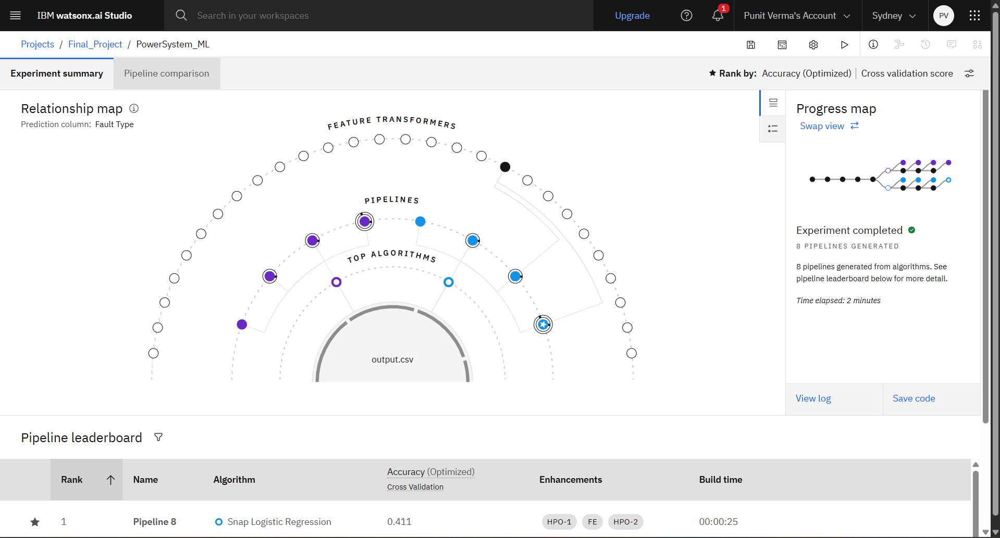 IBM watsonx.ai Studio
Search in your workspaces
Upgrade
1
Punit Verma's Account
Sydney
PV
Projects / Final_Project / PowerSystem_ML
Experiment summary
Pipeline comparison
Rank by: Accuracy (Optimized) | Cross validation score
Relationship map
Prediction column: Fault Type
FEATURE TRANSFORMERS
PIPELINES
TOP ALGORITHMS
output.csv
Progress map
Swap view
Experiment completed
8 PIPELINES GENERATED
8 pipelines generated from algorithms. See
pipeline leaderboard below for more detail.
Time elapsed: 2 minutes
View log
Save code
Pipeline leaderboard
Rank
Name
Algorithm
Accuracy (Optimized)
Cross Validation
Enhancements
Build time
1
Pipeline 8
Snap Logistic Regression
0.411
HPO-1
FE
HPO-2
00:00:25